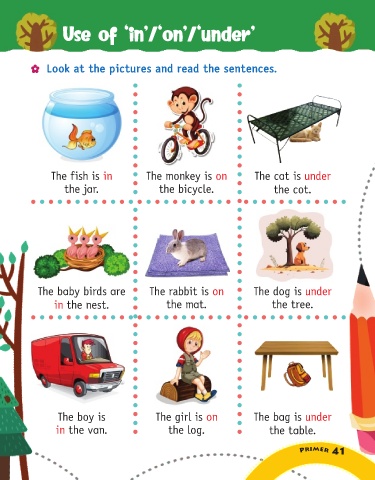 Use of 'in'/'on'/'under'
✿ Look at the pictures and read the sentences.
The fish is in
the jar.
The monkey is on
the bicycle.
The cat is under
the cot.
The baby birds are
in the nest.
The rabbit is on
the mat.
The dog is under
the tree.
The boy is
in the van.
The girl is on
the log.
The bag is under
the table.
PRIMER 41